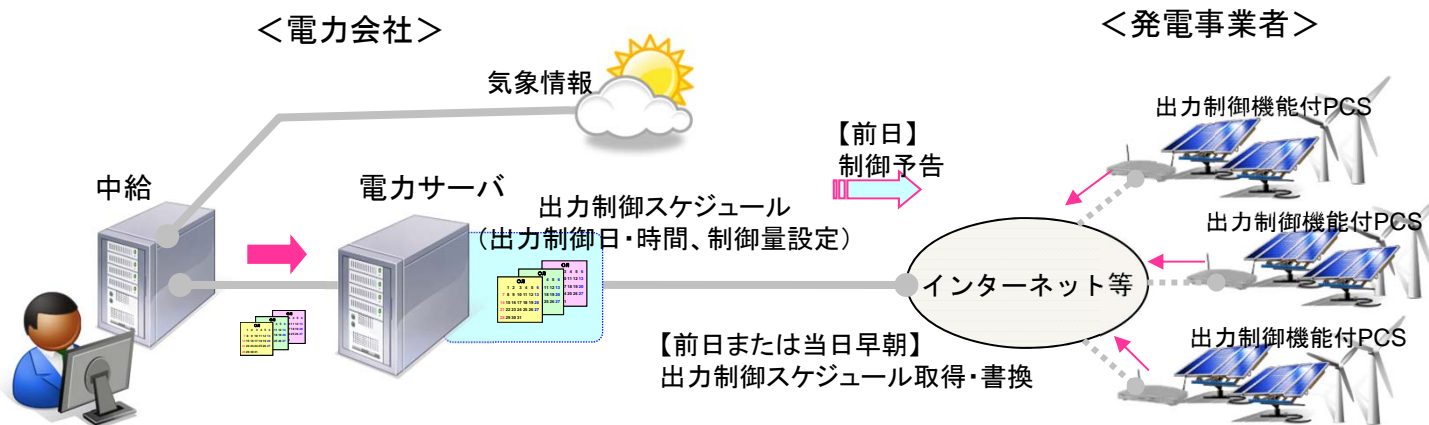 ＜電力会社＞
＜発電事業者＞
気象情報
出力制御機能付PCS
【前日】
制御予告
中給
電力サーバ
出力制御スケジュール
（出力制御日・時間、制御量設定）
出力制御機能付PCS
インターネット等
【前日または当日早朝】
出力制御スケジュール取得・書換
出力制御機能付PCS